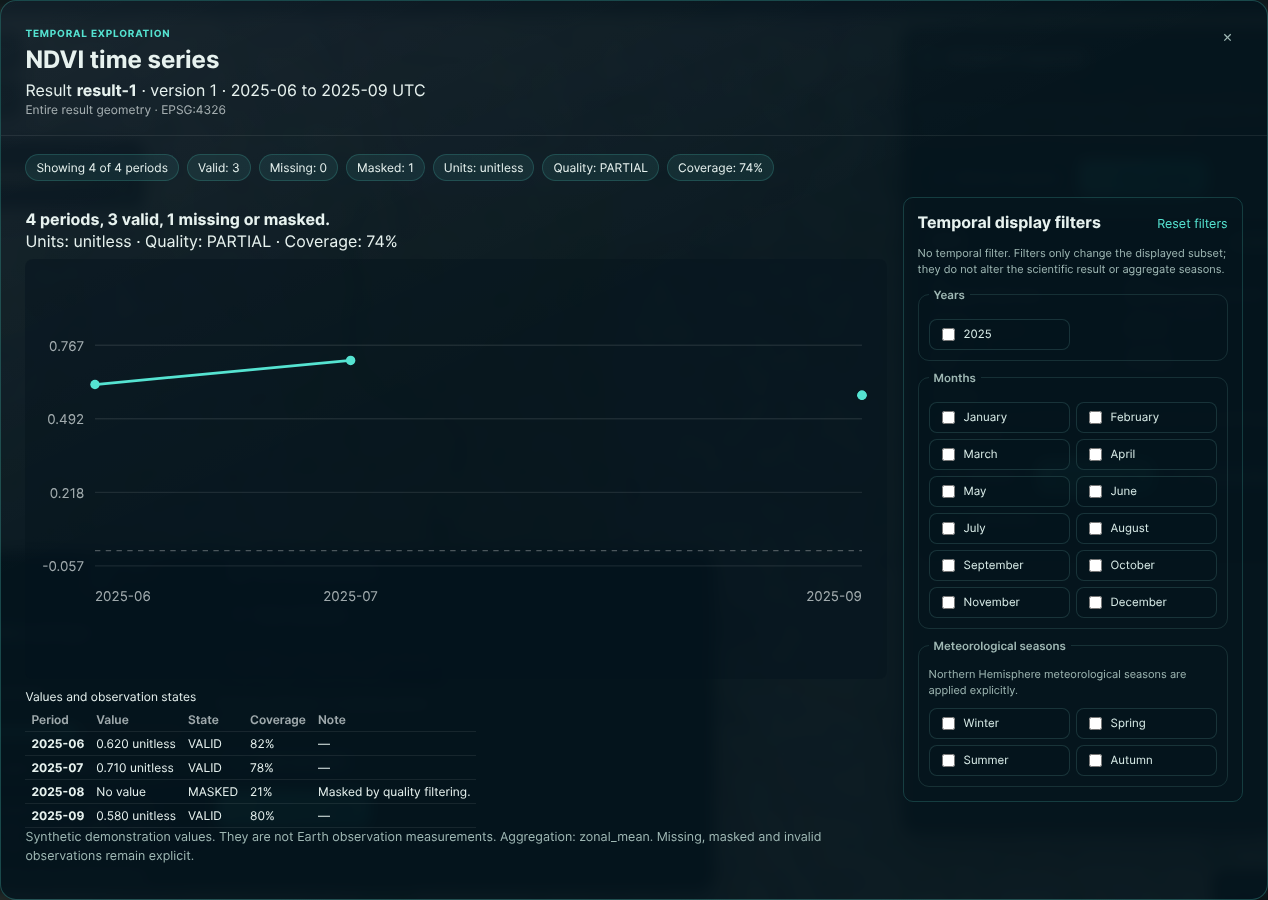 TEMPORAL EXPLORATION
NDVI time series
×
Result result-1 · version 1 · 2025-06 to 2025-09 UTC
Entire result geometry · EPSG:4326
Showing 4 of 4 periods
Valid: 3
Missing: 0
Masked: 1
Units: unitless
Quality: PARTIAL
Coverage: 74%
4 periods, 3 valid, 1 missing or masked.
Units: unitless · Quality: PARTIAL · Coverage: 74%
0.767
0.492
0.218
-0.057
2025-06 2025-07 2025-09
Values and observation states
Period Value State Coverage Note
2025-06 0.620 unitless VALID 82% —
2025-07 0.710 unitless VALID 78% —
2025-08 No value MASKED 21% Masked by quality filtering.
2025-09 0.580 unitless VALID 80% —
Synthetic demonstration values. They are not Earth observation measurements. Aggregation: zonal_mean. Missing, masked and invalid
observations remain explicit.
Temporal display filters
Reset filters
No temporal filter. Filters only change the displayed subset;
they do not alter the scientific result or aggregate seasons.
Years
2025
Months
January February
March April
May June
July August
September October
November December
Meteorological seasons
Northern Hemisphere meteorological seasons are
applied explicitly.
Winter Spring
Summer Autumn